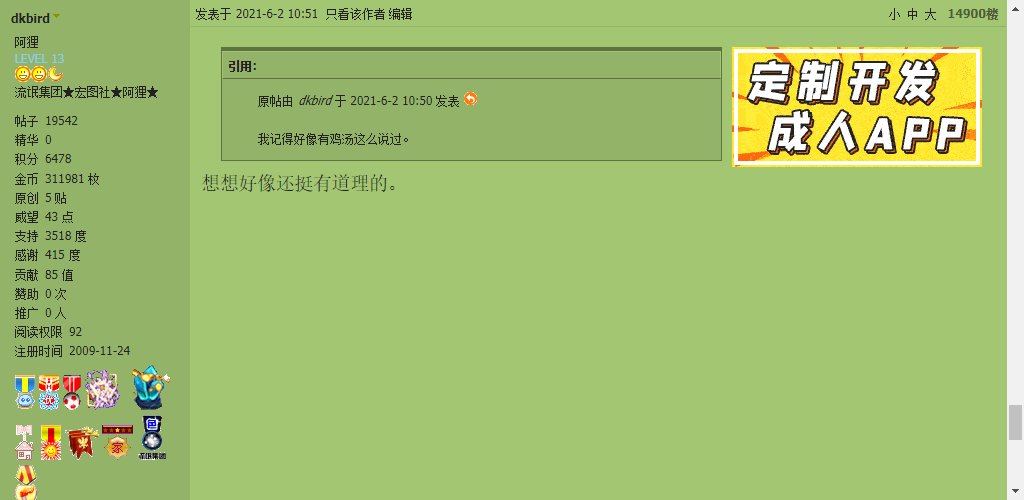 dkbird
阿狸
LEVEL 13
流氓集团★宏图社★阿狸★
帖子 19542
精华 0
积分 6478
金币 311981 枚
原创 5 贴
威望 43 点
支持 3518 度
感谢 415 度
贡献 85 值
赞助 0 次
推广 0 人
阅读权限 92
注册时间 2009-11-24
家
色
流氓集团
发表于 2021-6-2 10:51 只看该作者 编辑
小 中 大 14900楼
引用:
原帖由 dkbird 于 2021-6-2 10:50 发表
我记得好像有鸡汤这么说过。
想想好像还挺有道理的。
定制开发
成人APP